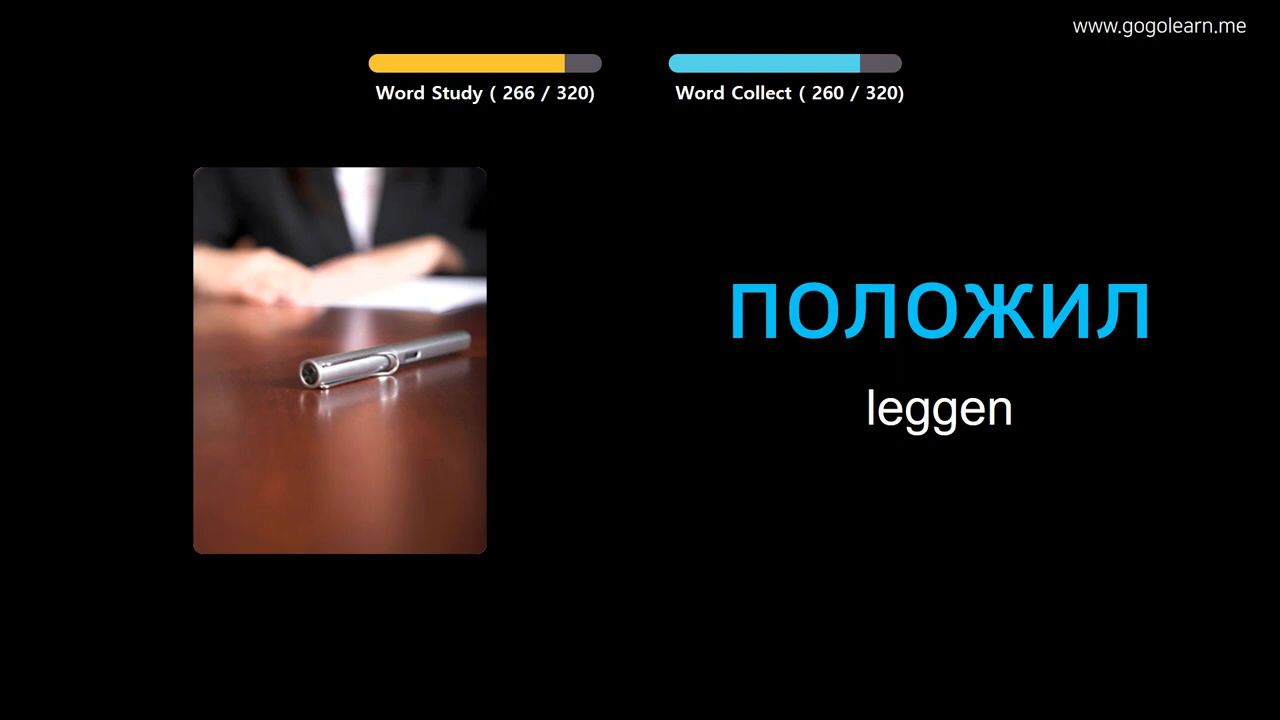 www.gogolearn.me
Word Study ( 266 / 320)
Word Collect ( 260 / 320)
положил
leggen